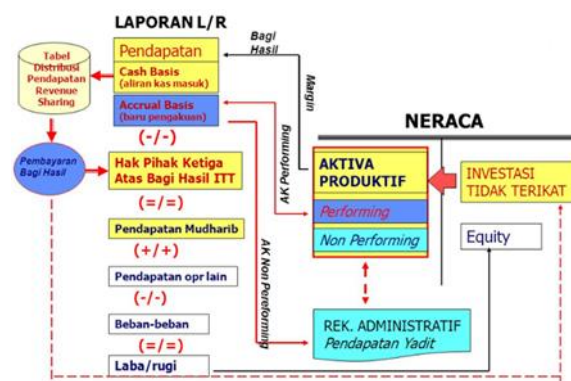 LAPORAN L/R
Tabel
Distribusi
Pendapatan
Revenue
Sharing
Pendapatan
Cash Basis
(aliran kas masuk)
Accrual Basis
(baru pengakuan)
(-/-)
Pembayaran
Bagi Hasil
Hak Pihak Ketiga
Atas Bagi Hasil ITT
(=/=)
Pendapatan Mudharib
(+/+)
Pendapatan opr lain
(-/-)
Beban-beban
(=/=)
Laba/rugi
Bagi
Hasil
Margin
AK Performing
AK Non Pereforming
NERACA
AKTIVA
PRODUKTIF
Performing
Non Performing
INVESTASI
TIDAK TERIKAT
Equity
REK. ADMINISTRATIF
Pendapatan Yadit